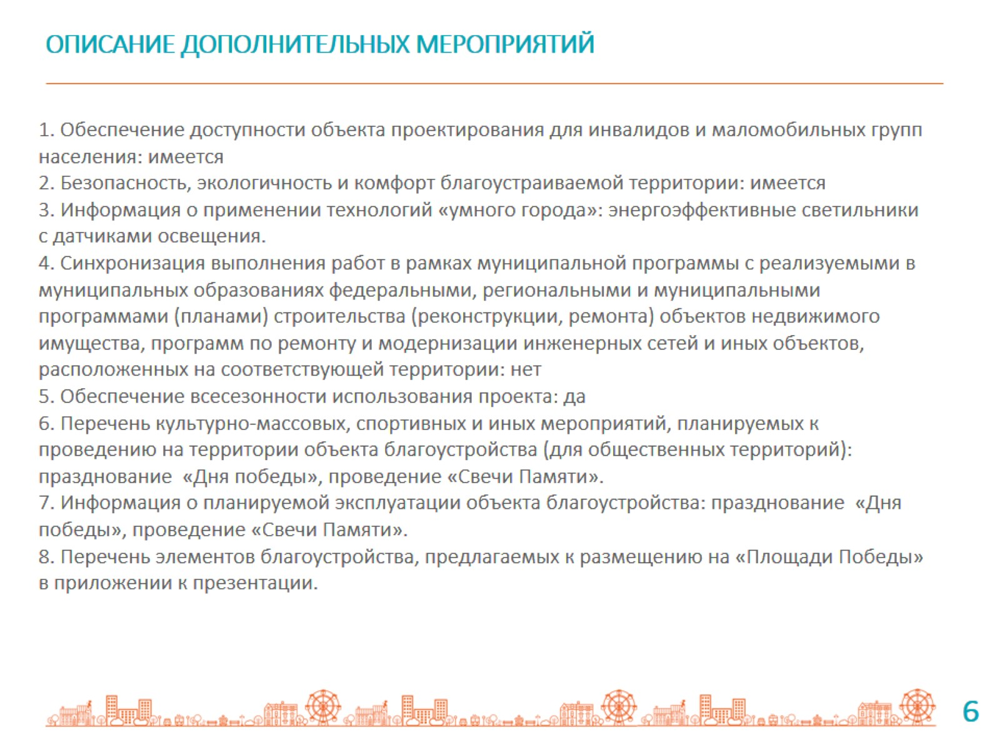 ОПИСАНИЕ ДОПОЛНИТЕЛЬНЫХ МЕРОПРИЯТИЙ
1. Обеспечение доступности объекта проектирования для инвалидов и маломобильных групп
населения: имеется
2. Безопасность, экологичность и комфорт благоустраиваемой территории: имеется
3. Информация о применении технологий «умного города»: энергоэффективные светильники
с датчиками освещения.
4. Синхронизация выполнения работ в рамках муниципальной программы с реализуемыми в
муниципальных образованиях федеральными, региональными и муниципальными
программами (планами) строительства (реконструкции, ремонта) объектов недвижимого
имущества, программ по ремонту и модернизации инженерных сетей и иных объектов,
расположенных на соответствующей территории: нет
5. Обеспечение всесезонности использования проекта: да
6. Перечень культурно-массовых, спортивных и иных мероприятий, планируемых к
проведению на территории объекта благоустройства (для общественных территорий):
празднование  «Дня победы», проведение «Свечи Памяти».
7. Информация о планируемой эксплуатации объекта благоустройства: празднование  «Дня
победы», проведение «Свечи Памяти».
8. Перечень элементов благоустройства, предлагаемых к размещению на «Площади Победы»
в приложении к презентации.
6